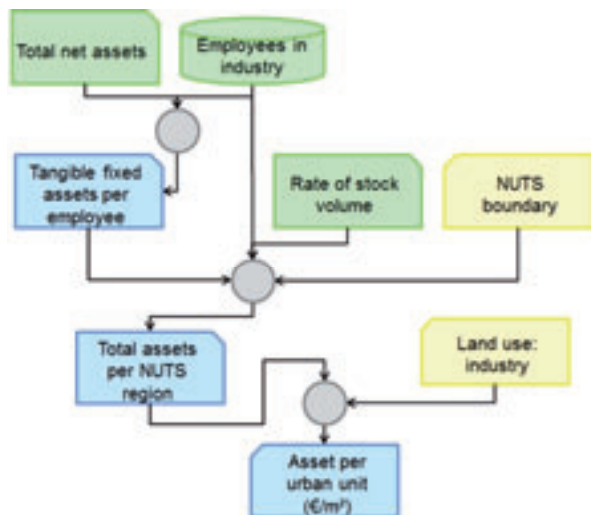 Total net assets
Employees in
industry
Tangible fixed
assets per
employee
Rate of stock
volume
NUTS
boundary
Total assets
per NUTS
region
Land use:
industry
Asset per
urban unit
(€/m²)